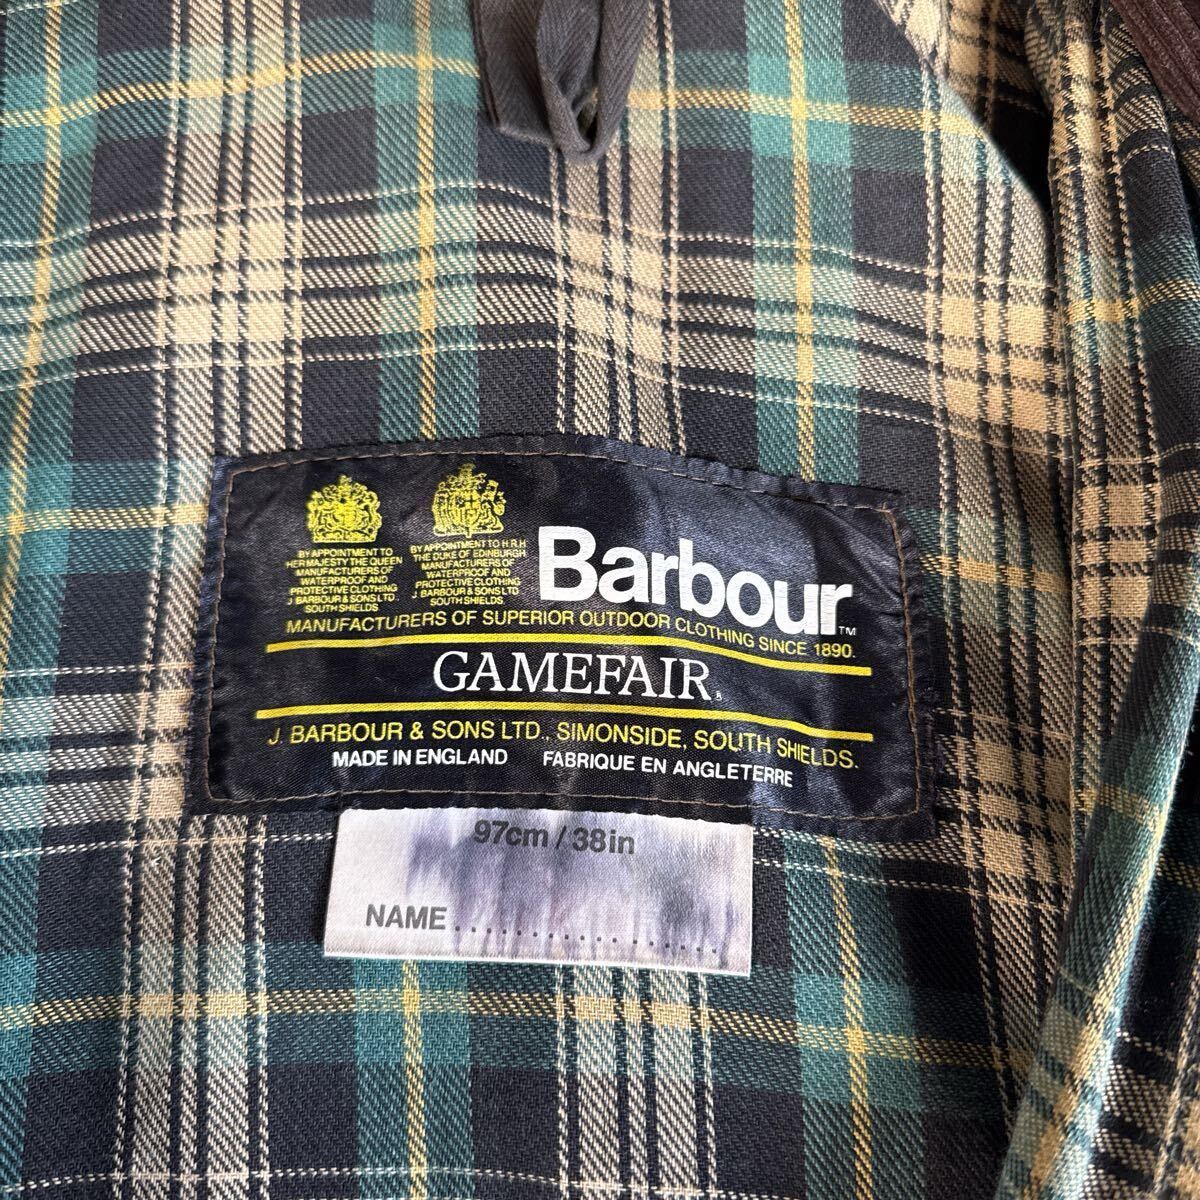 BY APPOINTMENT TO
HER MAJESTY THE QUEEN
MANUFACTURERS OF
WATERPROOF AND
PROTECTIVE CLOTHING
J. BARBOUR & SONS LTD
SOUTH SHIELDS
BY APPOINTMENT TO H.R.H.
THE DUKE OF EDINBURGH
MANUFACTURERS OF
WATERPROOF AND
PROTECTIVE CLOTHING
J. BARBOUR & SONS LTD
SOUTH SHIELDS
Barbour™
MANUFACTURERS OF SUPERIOR OUTDOOR CLOTHING SINCE 1890.
GAMEFAIR®
J. BARBOUR & SONS LTD., SIMONSIDE, SOUTH SHIELDS.
MADE IN ENGLAND FABRIQUE EN ANGLETERRE
97cm / 38in
NAME......................